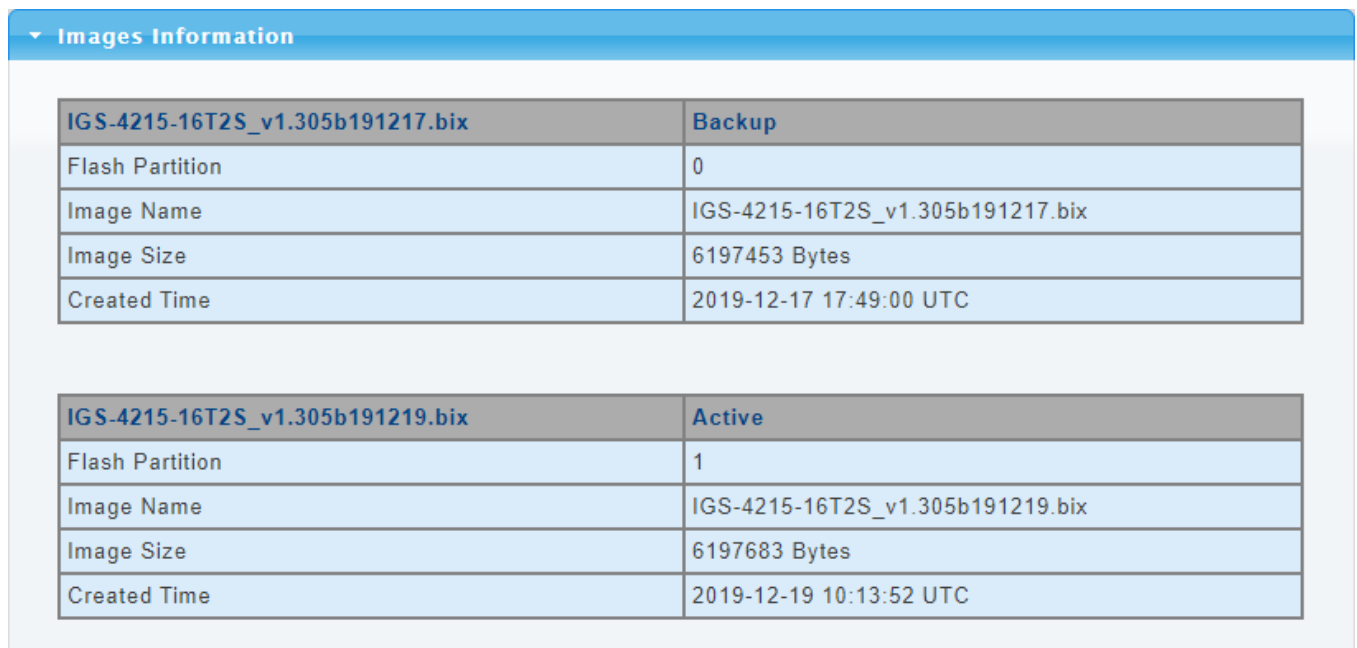 Images Information
IGS-4215-16T2S_v1.305b191217.bix Backup
Flash Partition 0
Image Name IGS-4215-16T2S_v1.305b191217.bix
Image Size 6197453 Bytes
Created Time 2019-12-17 17:49:00 UTC
IGS-4215-16T2S_v1.305b191219.bix Active
Flash Partition 1
Image Name IGS-4215-16T2S_v1.305b191219.bix
Image Size 6197683 Bytes
Created Time 2019-12-19 10:13:52 UTC